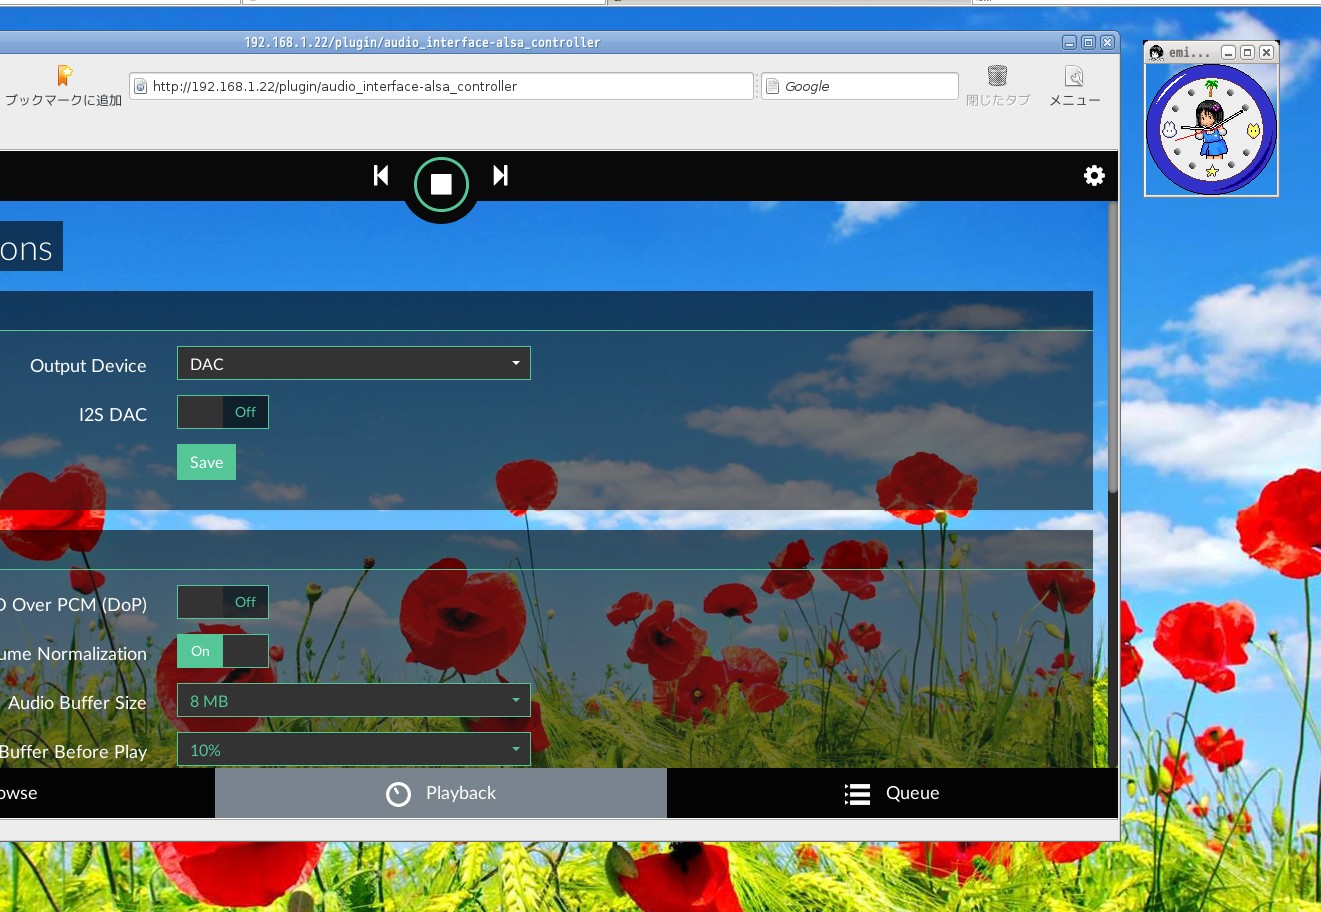 192.168.1.22/plugin/audio_interface-alsa_controller
emi...
ブックマークに追加
http://192.168.1.22/plugin/audio_interface-alsa_controller
Google
閉じたタブ
メニュー
ons
Output Device
DAC
I2S DAC
Off
Save
D Over PCM (DoP)
Off
ume Normalization
On
Audio Buffer Size
8 MB
Buffer Before Play
10%
owse
Playback
Queue